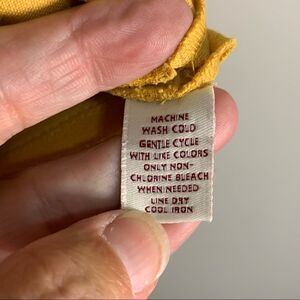 MACHINE
WASH COLD
GENTLE CYCLE
WITH LIKE COLORS
ONLY NON-
CHLORINE BLEACH
WHEN NEEDED
LINE DRY
COOL IRON